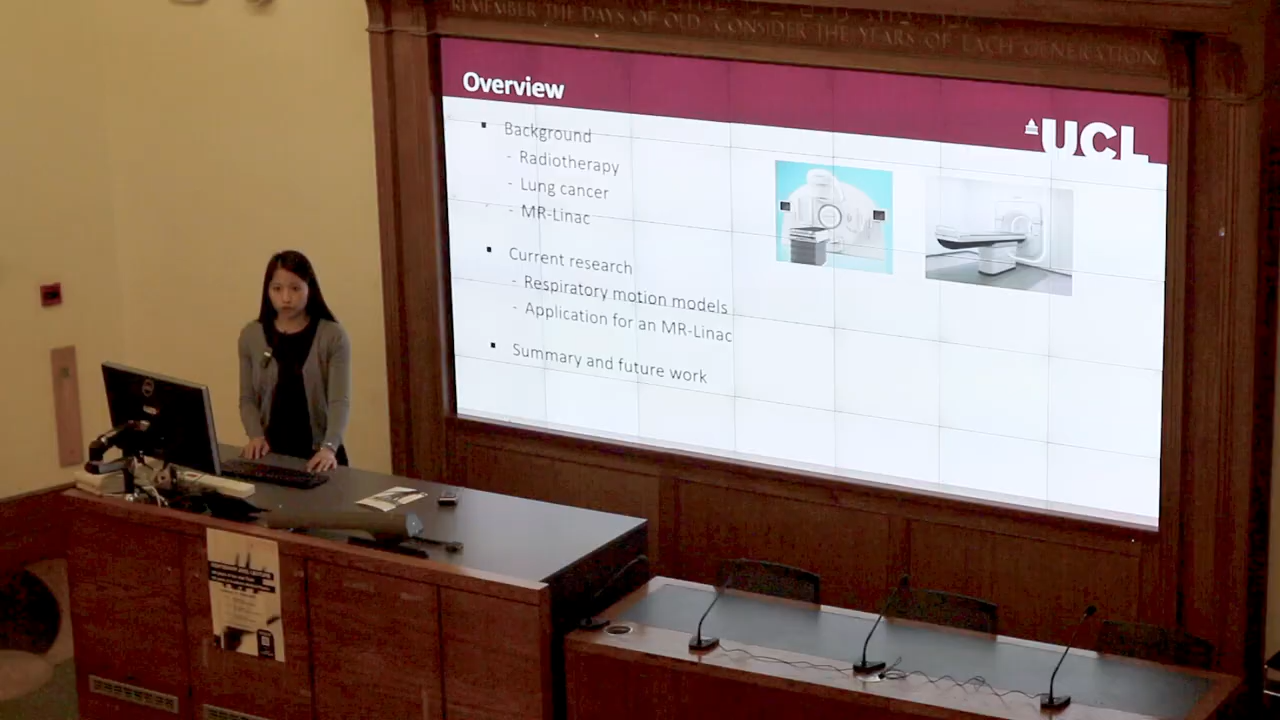 REMEMBER THE DAYS OF OLD CONSIDER THE YEARS OF EACH GENERATION
Overview
UCL
▪ Background
- Radiotherapy
- Lung cancer
- MR-Linac
▪ Current research
- Respiratory motion models
- Application for an MR-Linac
▪ Summary and future work
DELL